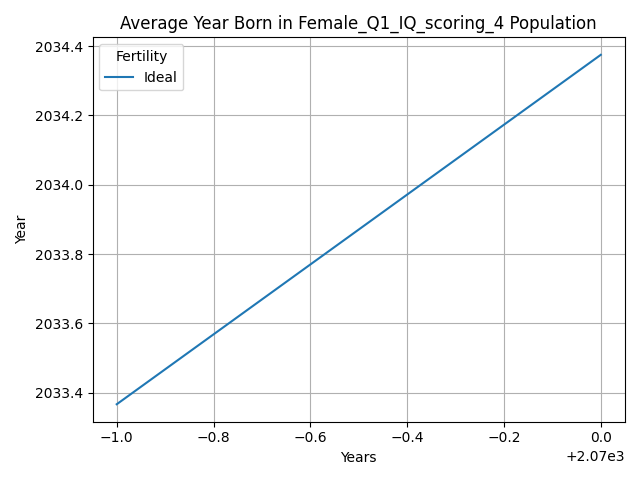 Average Year Born in Female_Q1_IQ_scoring_4 Population
Fertility
Ideal
2034.4
2034.2
2034.0
2033.8
2033.6
2033.4
Year
−1.0
−0.8
−0.6
−0.4
−0.2
0.0
Years
+2.07e3